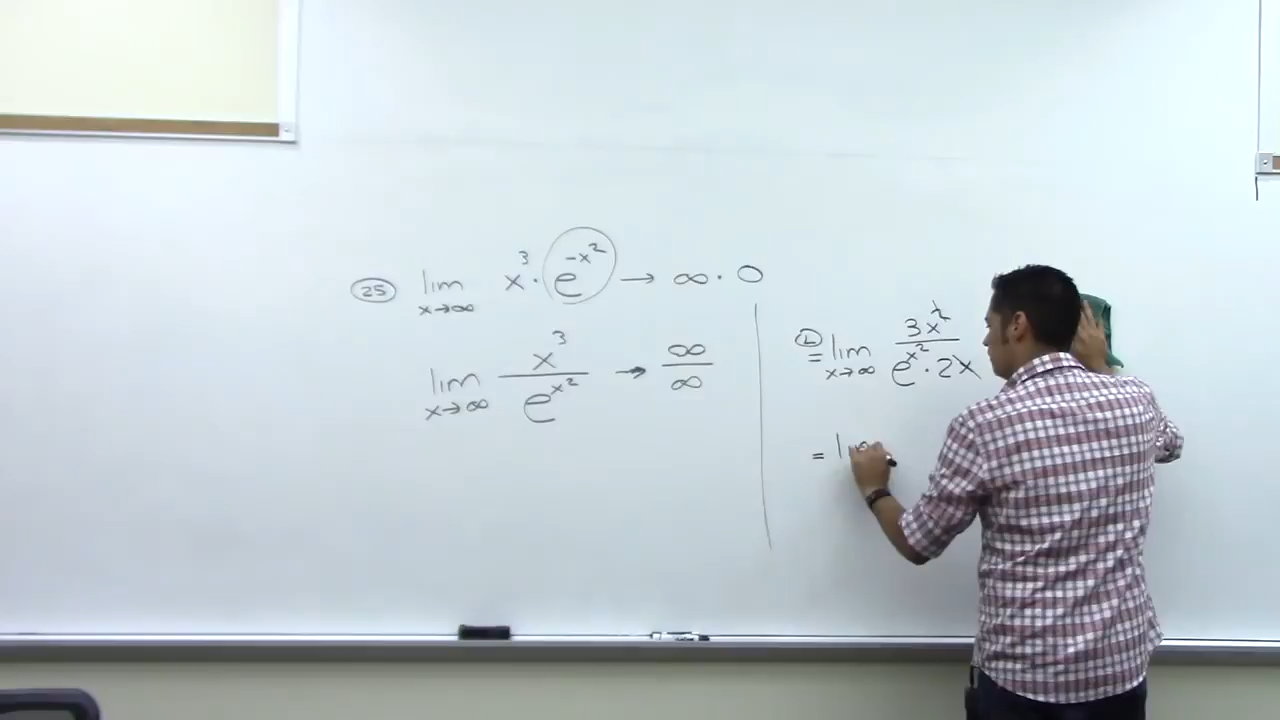 25 lim x→∞ x³ · e^(-x²) → ∞ · 0
lim x→∞ x³/e^(x²) → ∞/∞
Ⓛ = lim x→∞ 3x²/(e^(x²) · 2x)
= l